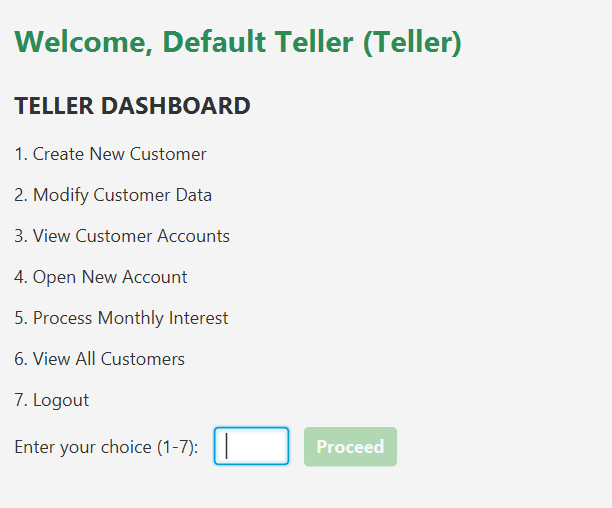 Welcome, Default Teller (Teller)
TELLER DASHBOARD
1. Create New Customer
2. Modify Customer Data
3. View Customer Accounts
4. Open New Account
5. Process Monthly Interest
6. View All Customers
7. Logout
Enter your choice (1-7): Proceed